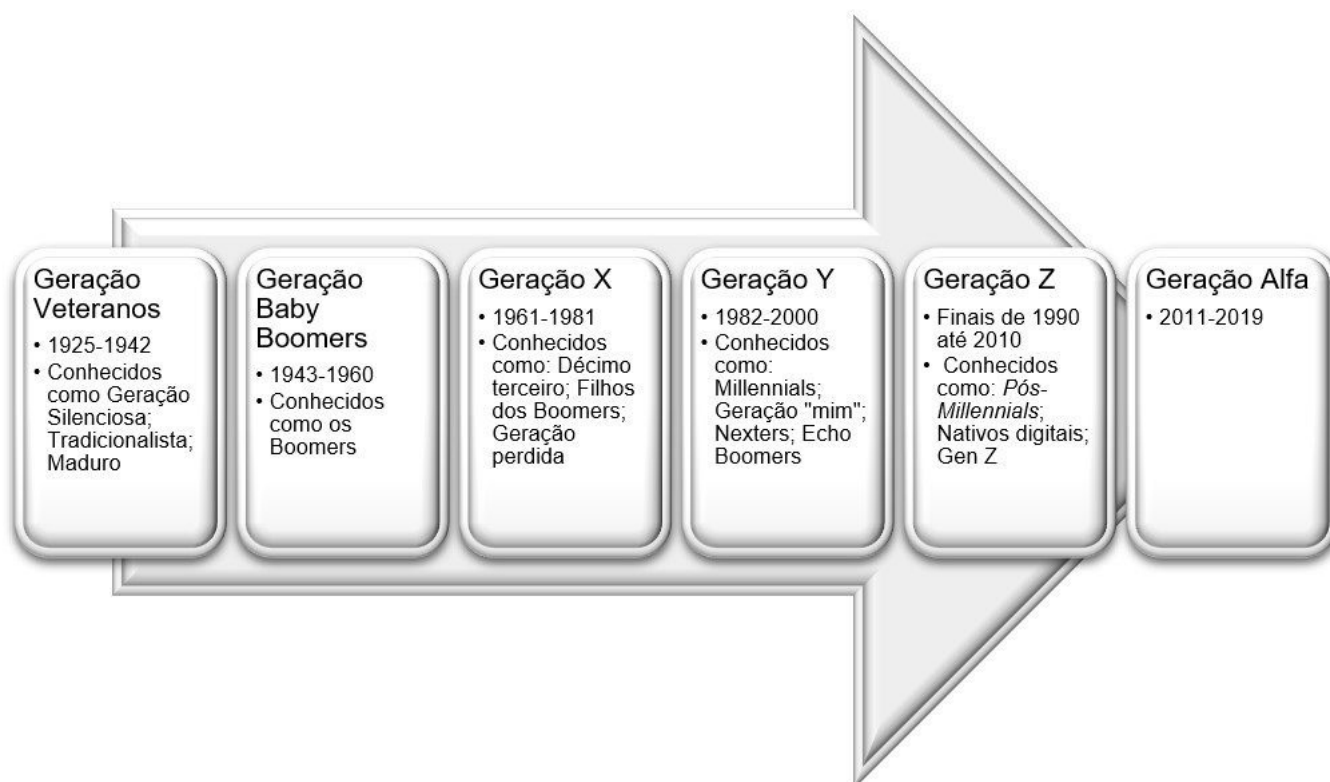 Geração
Veteranos
• 1925-1942
• Conhecidos
como Geração
Silenciosa;
Tradicionalista;
Maduro
Geração
Baby
Boomers
• 1943-1960
• Conhecidos
como os
Boomers
Geração X
• 1961-1981
• Conhecidos
como: Décimo
terceiro; Filhos
dos Boomers;
Geração
perdida
Geração Y
• 1982-2000
• Conhecidos
como:
Millennials;
Geração "mim";
Nexters; Echo
Boomers
Geração Z
• Finais de 1990
até 2010
• Conhecidos
como: Pós-
Millennials;
Nativos digitais;
Gen Z
Geração Alfa
• 2011-2019